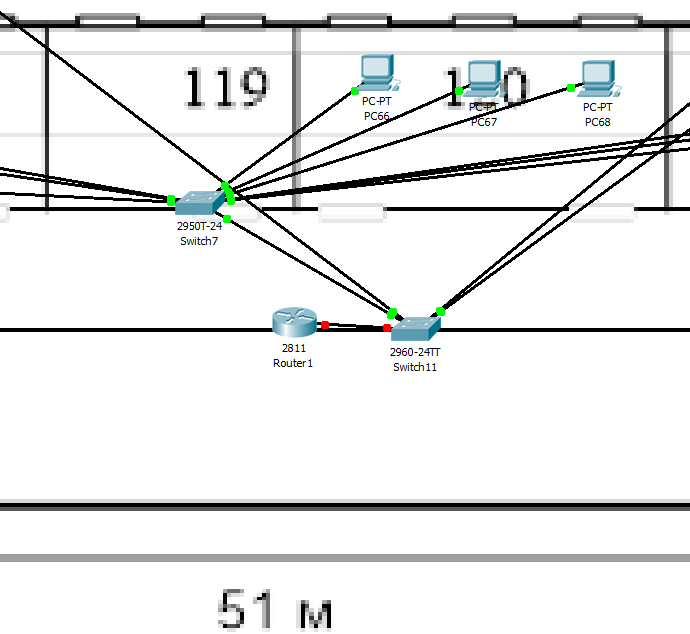 119
PC-PT
PC66
PC-PT
PC67
PC-PT
PC68
2950T-24
Switch7
2811
Router1
2960-24TT
Switch11
51 м